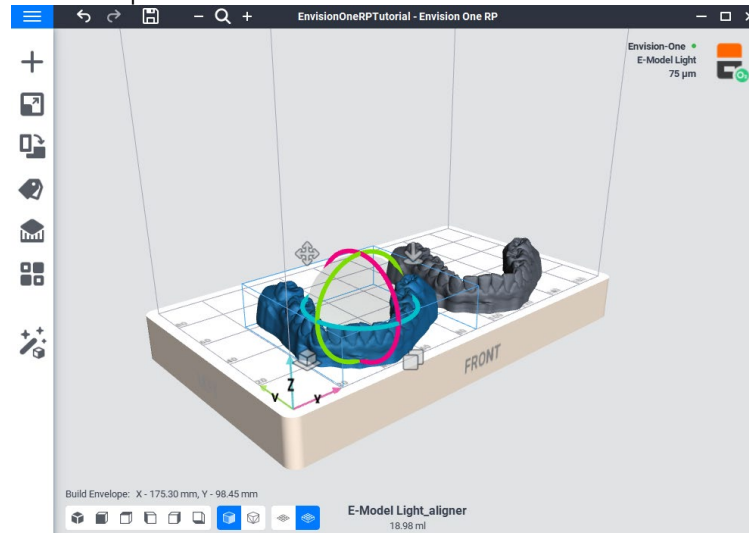 EnvisionOneRPTutorial - Envision One RP
Envision-One
E-Model Light
75 µm
FRONT
Z
Y
X
Build Envelope: X - 175.30 mm, Y - 98.45 mm
E-Model Light_aligner
18.98 ml